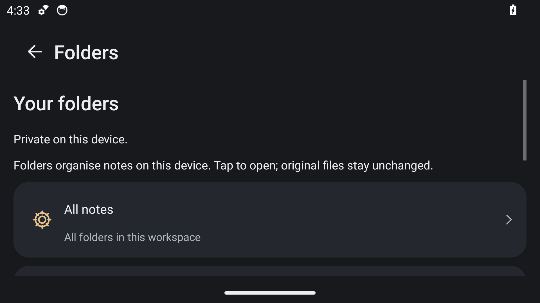 4:33
Folders
Your folders
Private on this device.
Folders organise notes on this device. Tap to open; original files stay unchanged.
All notes
All folders in this workspace